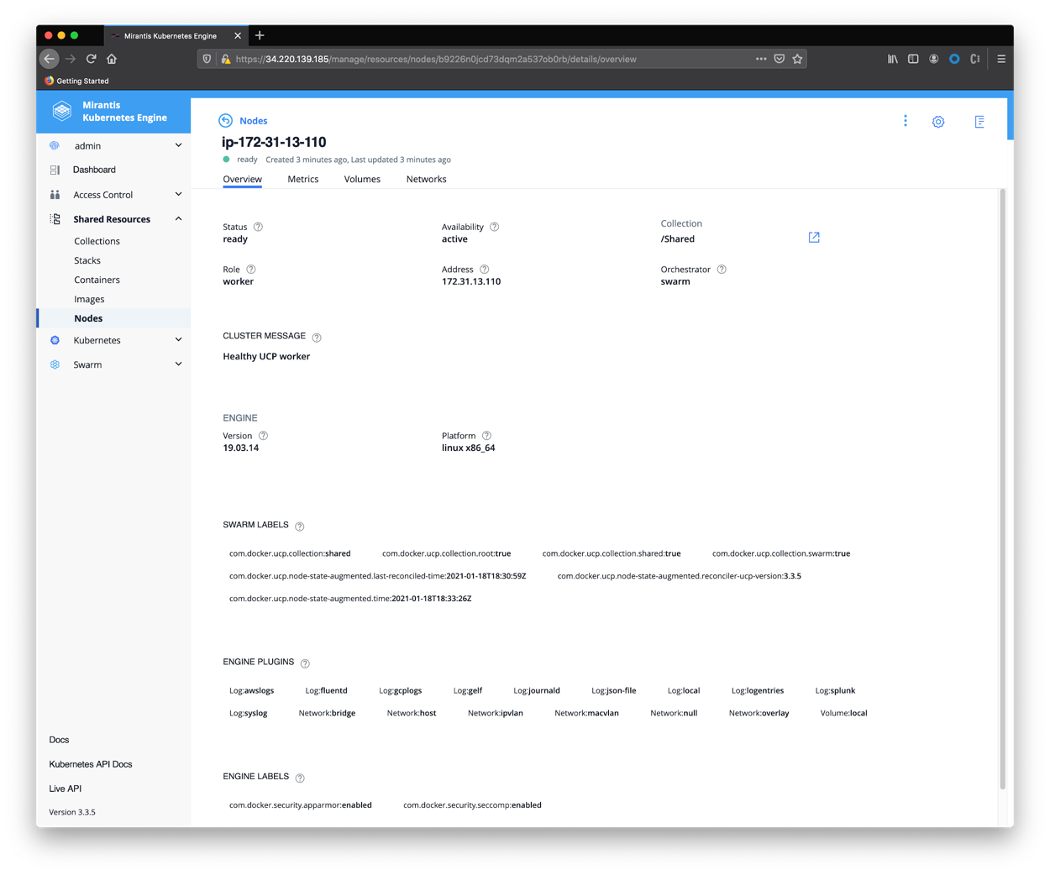 Mirantis Kubernetes Engine
https://34.220.139.185/manage/resources/nodes/b9226n0jcd73dqm2a537ob0rb/details/overview
Getting Started
Mirantis
Kubernetes Engine
admin
Dashboard
Access Control
Shared Resources
Collections
Stacks
Containers
Images
Nodes
Kubernetes
Swarm
Docs
Kubernetes API Docs
Live API
Version 3.3.5
Nodes
ip-172-31-13-110
ready Created 3 minutes ago, Last updated 3 minutes ago
Overview Metrics Volumes Networks
Status Availability Collection
ready active /Shared
Role Address Orchestrator
worker 172.31.13.110 swarm
CLUSTER MESSAGE
Healthy UCP worker
ENGINE
Version Platform
19.03.14 linux x86_64
SWARM LABELS
com.docker.ucp.collection:shared com.docker.ucp.collection.root:true com.docker.ucp.collection.shared:true com.docker.ucp.collection.swarm:true
com.docker.ucp.node-state-augmented.last-reconciled-time:2021-01-18T18:30:59Z com.docker.ucp.node-state-augmented.reconciler-ucp-version:3.3.5
com.docker.ucp.node-state-augmented.time:2021-01-18T18:33:26Z
ENGINE PLUGINS
Log:awslogs Log:fluentd Log:gcplogs Log:gelf Log:journald Log:json-file Log:local Log:logentries Log:splunk
Log:syslog Network:bridge Network:host Network:ipvlan Network:macvlan Network:null Network:overlay Volume:local
ENGINE LABELS
com.docker.security.apparmor:enabled com.docker.security.seccomp:enabled